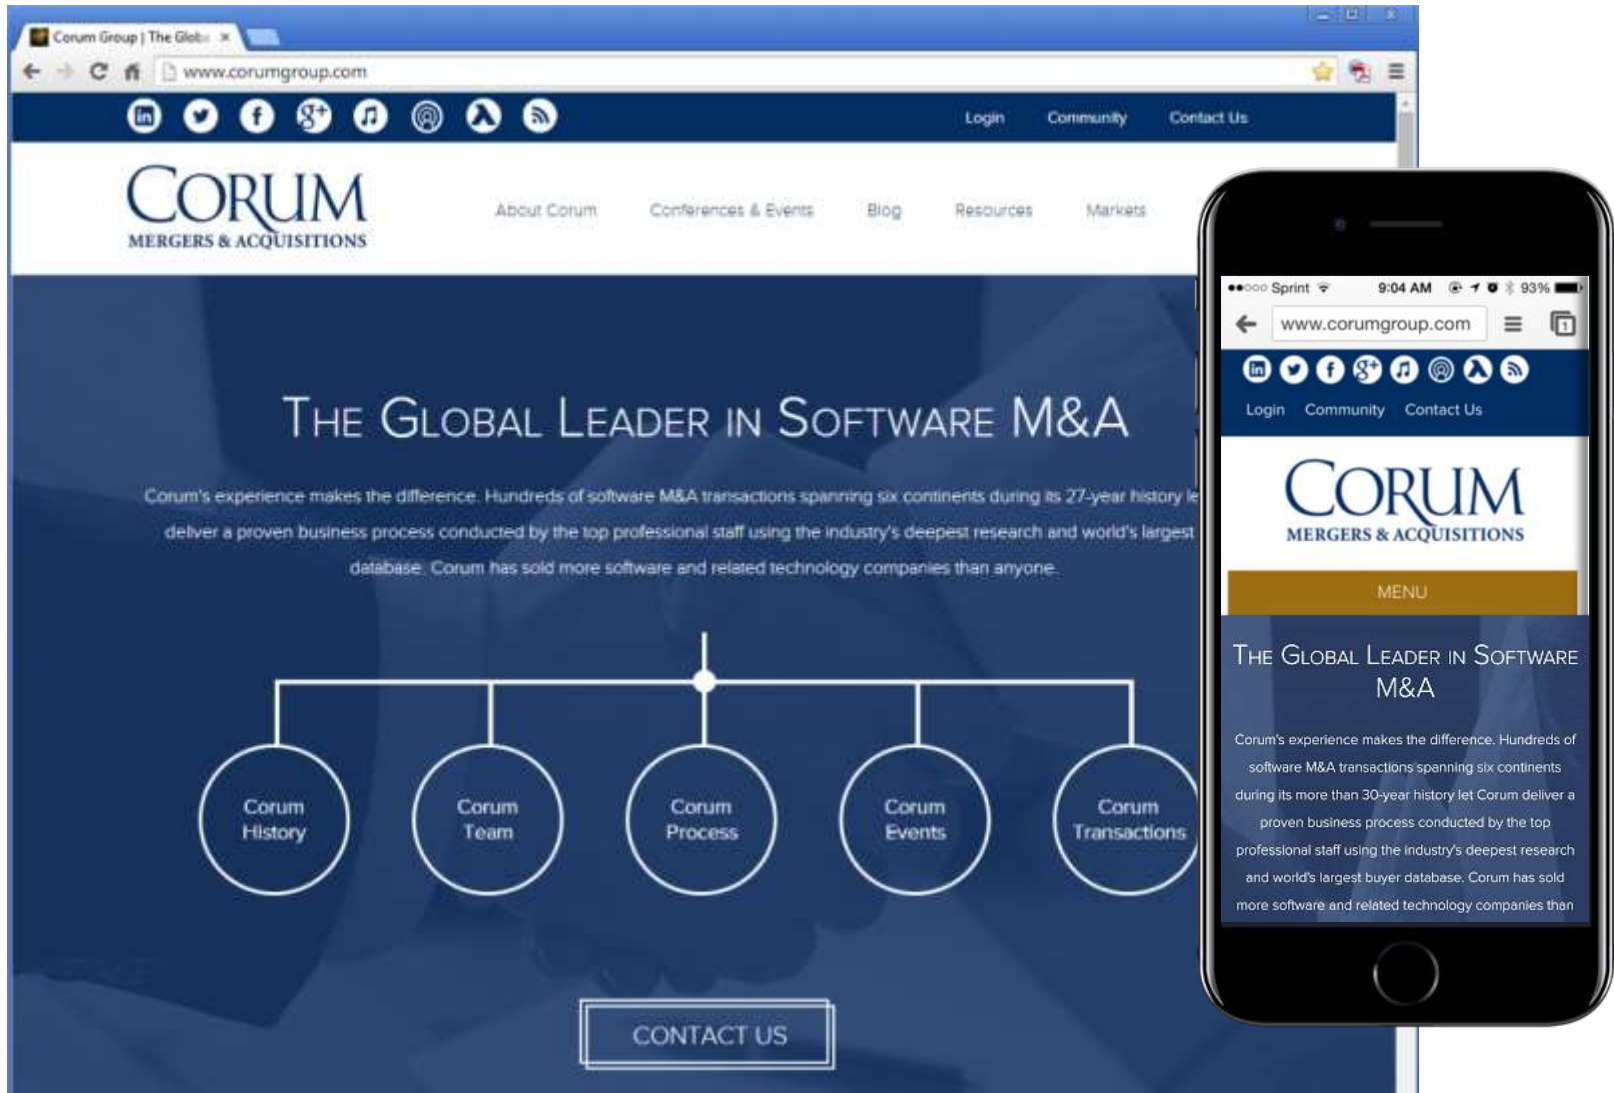 Corum Group | The Glob
www.corumgroup.com
Login Community Contact Us
CORUM
MERGERS & ACQUISITIONS
About Corum Conferences & Events Blog Resources Markets
THE GLOBAL LEADER IN SOFTWARE M&A
Corum's experience makes the difference. Hundreds of software M&A transactions spanning six continents during its 27-year history le
deliver a proven business process conducted by the top professional staff using the industry's deepest research and world's largest
database. Corum has sold more software and related technology companies than anyone.
Corum
History
Corum
Team
Corum
Process
Corum
Events
Corum
Transactions
CONTACT US
Sprint 9:04 AM 93%
www.corumgroup.com
1
Login Community Contact Us
CORUM
MERGERS & ACQUISITIONS
MENU
THE GLOBAL LEADER IN SOFTWARE
M&A
Corum's experience makes the difference. Hundreds of
software M&A transactions spanning six continents
during its more than 30-year history let Corum deliver a
proven business process conducted by the top
professional staff using the industry's deepest research
and world's largest buyer database. Corum has sold
more software and related technology companies than